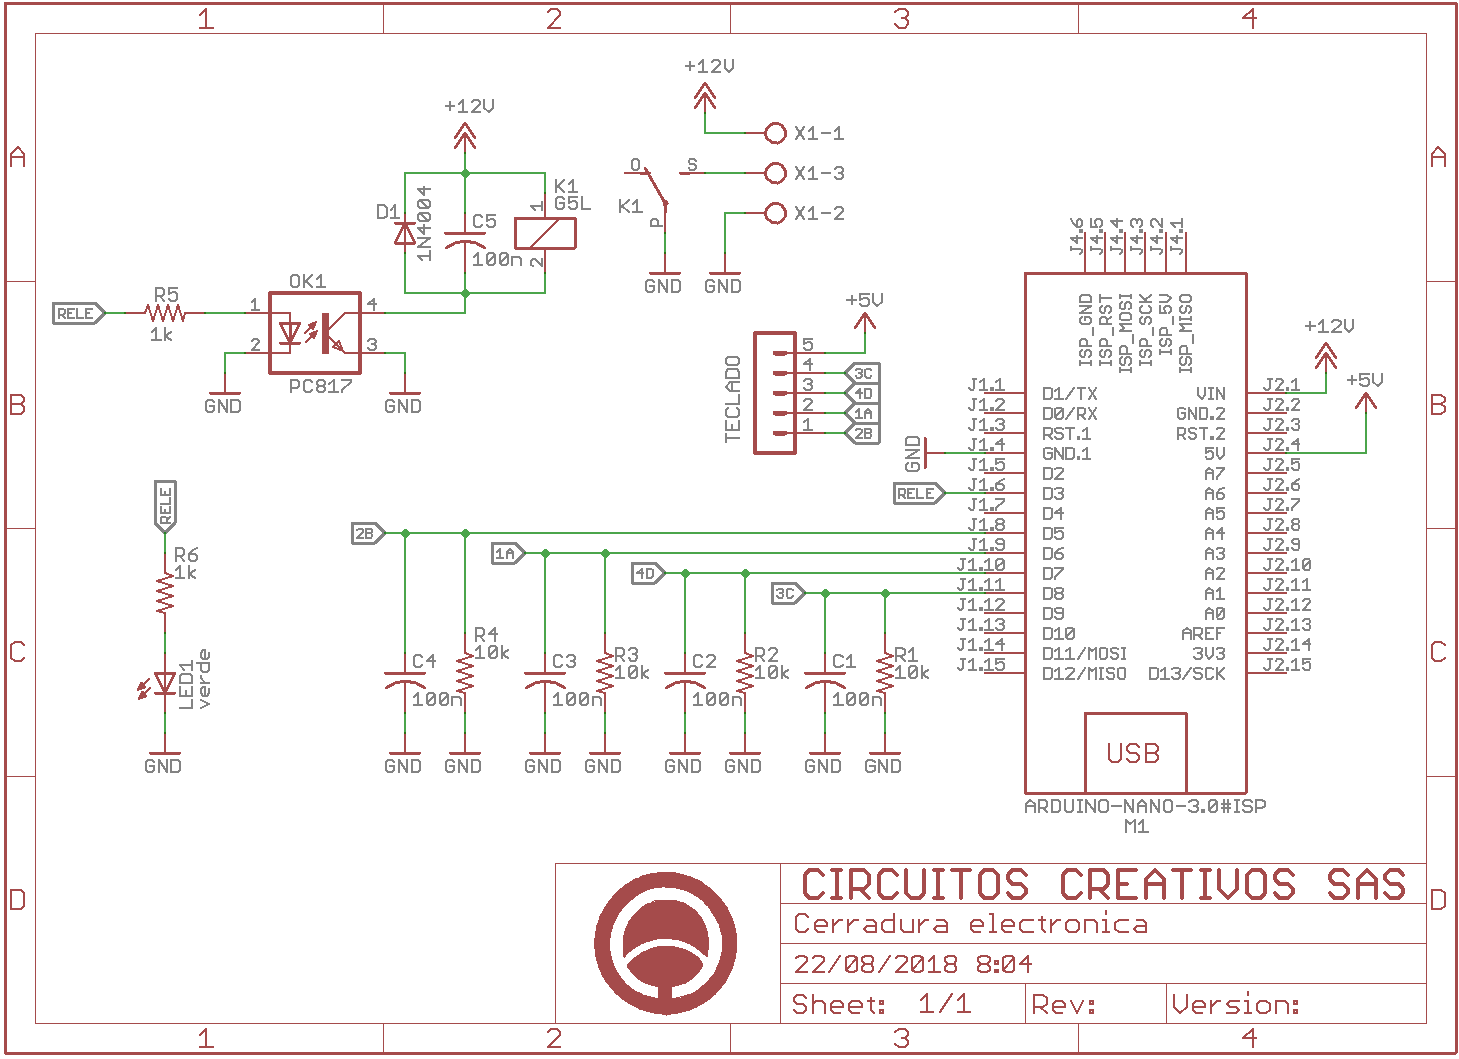 1 2 3 4
A
B
C
D
A
B
C
D
1 2 3 4
+12V
D1
1N4004
C5
100n
K1
G5L
1
2
+12V
X1-1
X1-3
X1-2
O
S
P
K1
GND
GND
RELE
R5
1k
OK1
1
2
4
3
PC817
GND
GND
+5V
TECLADO
5
4
3
2
1
3C
4D
1A
2B
J4.6
J4.5
J4.4
J4.3
J4.2
J4.1
ISP_GND
ISP_RST
ISP_MOSI
ISP_SCK
ISP_5V
ISP_MISO
+12V
+5V
GND
RELE
J1.1 D1/TX VIN J2.1
J1.2 D0/RX GND.2 J2.2
J1.3 RST.1 RST.2 J2.3
J1.4 GND.1 5V J2.4
J1.5 D2 A7 J2.5
J1.6 D3 A6 J2.6
J1.7 D4 A5 J2.7
J1.8 D5 A4 J2.8
J1.9 D6 A3 J2.9
J1.10 D7 A2 J2.10
J1.11 D8 A1 J2.11
J1.12 D9 A0 J2.12
J1.13 D10 AREF J2.13
J1.14 D11/MOSI 3V3 J2.14
J1.15 D12/MISO D13/SCK J2.15
USB
ARDUINO-NANO-3.0#ISP
M1
RELE
R6
1k
LED1
verde
GND
2B
1A
4D
3C
C4
100n
R4
10k
C3
100n
R3
10k
C2
100n
R2
10k
C1
100n
R1
10k
GND GND GND GND GND GND GND GND
CIRCUITOS CREATIVOS SAS
Cerradura electronica
22/08/2018 8:04
Sheet: 1/1 Rev: Version: